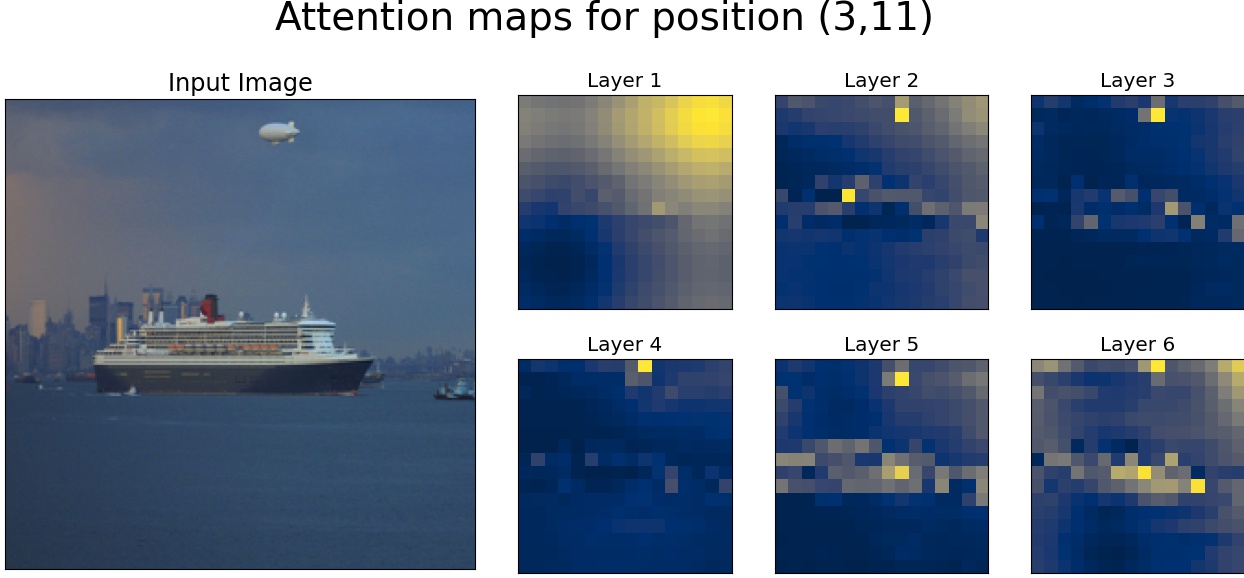 Attention maps for position (3,11)
Input Image
Layer 1
Layer 2
Layer 3
Layer 4
Layer 5
Layer 6